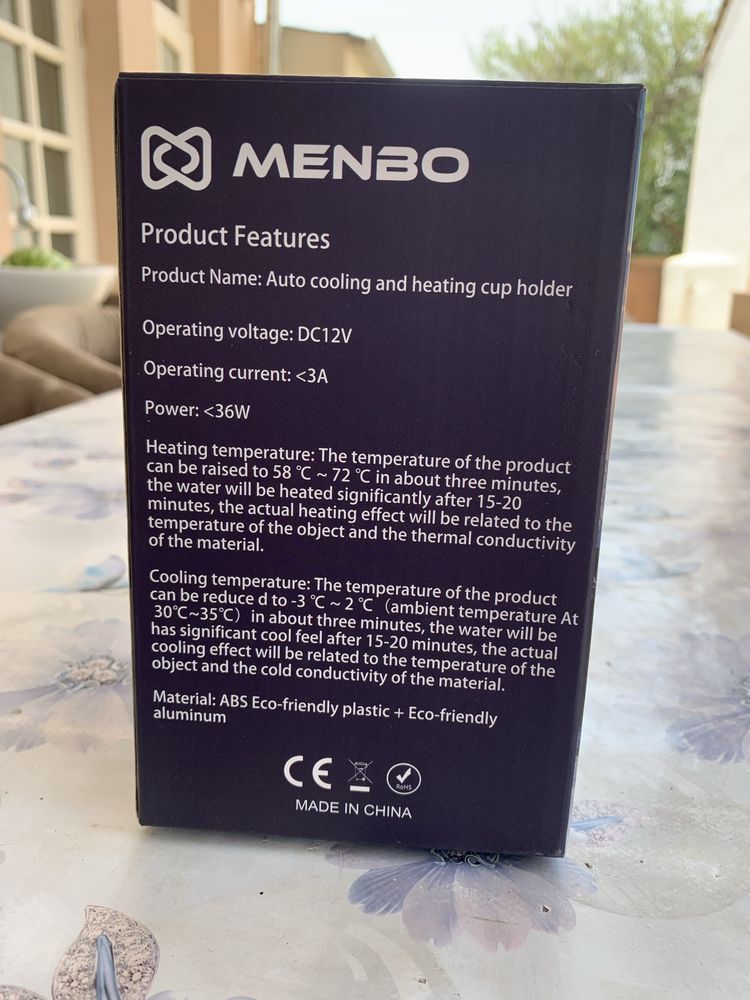 MENBO
Product Features
Product Name: Auto cooling and heating cup holder
Operating voltage: DC12V
Operating current: <3A
Power: <36W
Heating temperature: The temperature of the product
can be raised to 58 ℃ ~ 72 ℃ in about three minutes,
the water will be heated significantly after 15-20
minutes, the actual heating effect will be related to the
temperature of the object and the thermal conductivity
of the material.
Cooling temperature: The temperature of the product
can be reduce d to -3 ℃ ~ 2 ℃（ambient temperature At
30℃~35℃）in about three minutes, the water will be
has significant cool feel after 15-20 minutes, the actual
cooling effect will be related to the temperature of the
object and the cold conductivity of the material.
Material: ABS Eco-friendly plastic + Eco-friendly
aluminum
CE RoHS
MADE IN CHINA